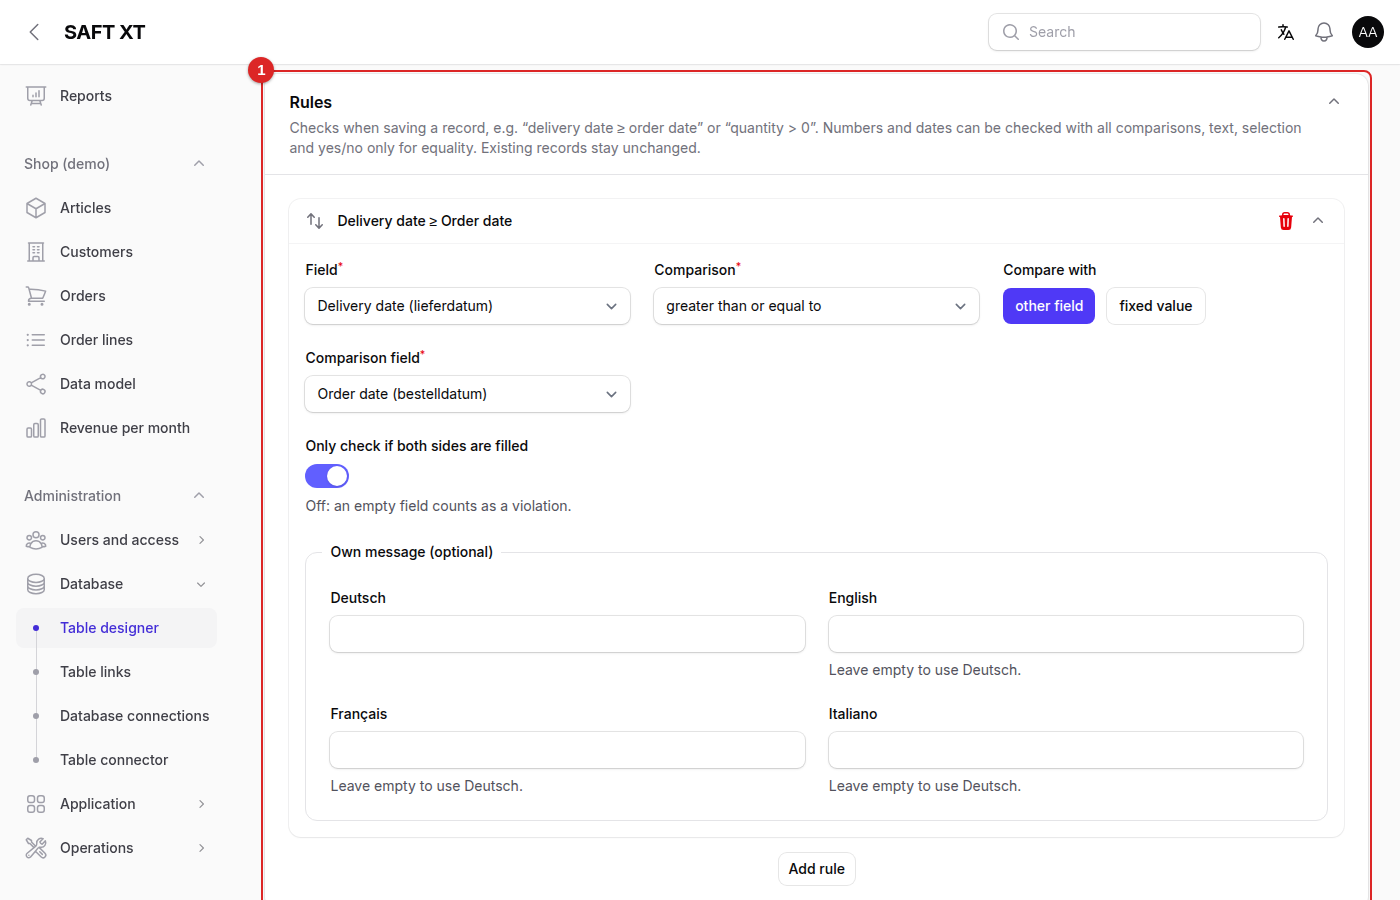 SAFT XT
Search
AA
1
Reports
Shop (demo)
Articles
Customers
Orders
Order lines
Data model
Revenue per month
Administration
Users and access
Database
Table designer
Table links
Database connections
Table connector
Application
Operations
Rules
Checks when saving a record, e.g. “delivery date ≥ order date” or “quantity > 0”. Numbers and dates can be checked with all comparisons, text, selection
and yes/no only for equality. Existing records stay unchanged.
Delivery date ≥ Order date
Field*
Comparison*
Compare with
Delivery date (lieferdatum)
greater than or equal to
other field
fixed value
Comparison field*
Order date (bestelldatum)
Only check if both sides are filled
Off: an empty field counts as a violation.
Own message (optional)
Deutsch
English
Leave empty to use Deutsch.
Français
Italiano
Leave empty to use Deutsch.
Leave empty to use Deutsch.
Add rule